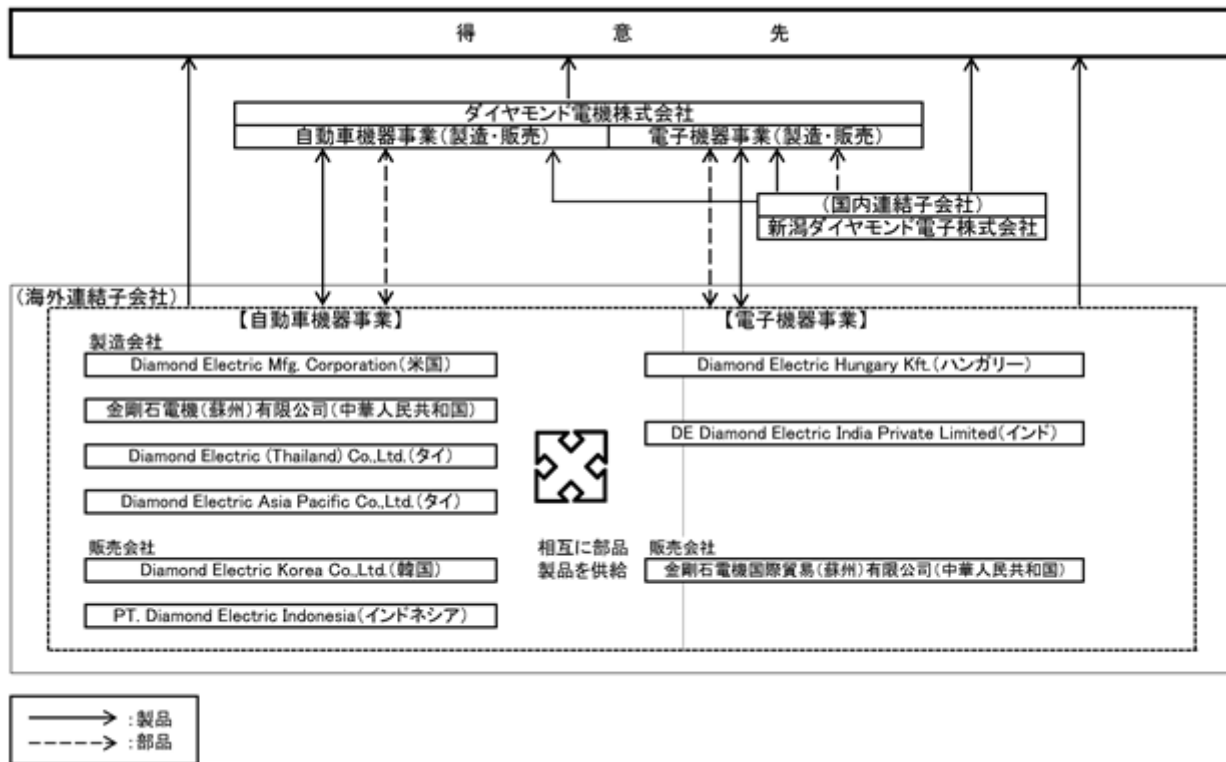 得意先
ダイヤモンド電機株式会社
自動車機器事業(製造・販売)
電子機器事業(製造・販売)
(国内連結子会社)
新潟ダイヤモンド電子株式会社
(海外連結子会社)
【自動車機器事業】
製造会社
Diamond Electric Mfg. Corporation(米国)
金剛石電機(蘇州)有限公司(中華人民共和国)
Diamond Electric (Thailand) Co.,Ltd.(タイ)
Diamond Electric Asia Pacific Co.,Ltd.(タイ)
販売会社
Diamond Electric Korea Co.,Ltd.(韓国)
PT. Diamond Electric Indonesia(インドネシア)
相互に部品
製品を供給
【電子機器事業】
Diamond Electric Hungary Kft.(ハンガリー)
DE Diamond Electric India Private Limited(インド)
販売会社
金剛石電機国際貿易(蘇州)有限公司(中華人民共和国)
:製品
:部品